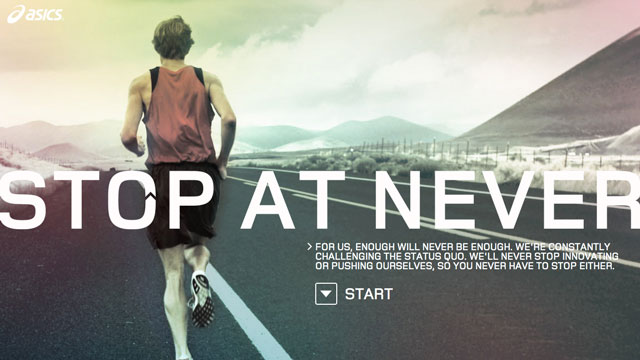 asics
STOP AT NEVER
FOR US, ENOUGH WILL NEVER BE ENOUGH. WE'RE CONSTANTLY
CHALLENGING THE STATUS QUO. WE'LL NEVER STOP INNOVATING
OR PUSHING OURSELVES, SO YOU NEVER HAVE TO STOP EITHER.
START